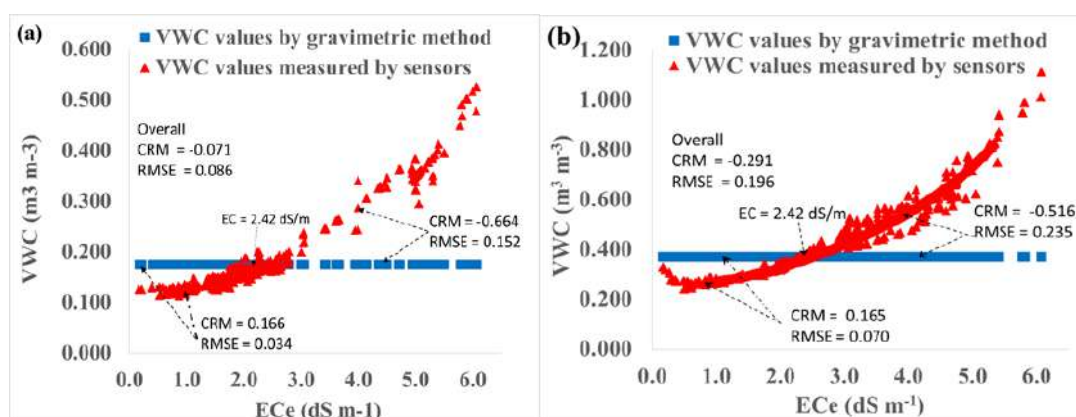 (a)
0.600
0.500
0.400
0.300
0.200
0.100
0.000
VWC (m3 m-3)
VWC values by gravimetric method
VWC values measured by sensors
Overall
CRM = -0.071
RMSE = 0.086
EC = 2.42 dS/m
CRM = -0.664
RMSE = 0.152
CRM = 0.166
RMSE = 0.034
0.0 1.0 2.0 3.0 4.0 5.0 6.0
ECe (dS m-1)
(b)
1.200
1.000
0.800
0.600
0.400
0.200
0.000
VWC (m³ m⁻³)
VWC values by gravimetric method
VWC values measured by sensors
Overall
CRM = -0.291
RMSE = 0.196
EC = 2.42 dS/m
CRM = -0.516
RMSE = 0.235
CRM = 0.165
RMSE = 0.070
0.0 1.0 2.0 3.0 4.0 5.0 6.0
ECe (dS m⁻¹)